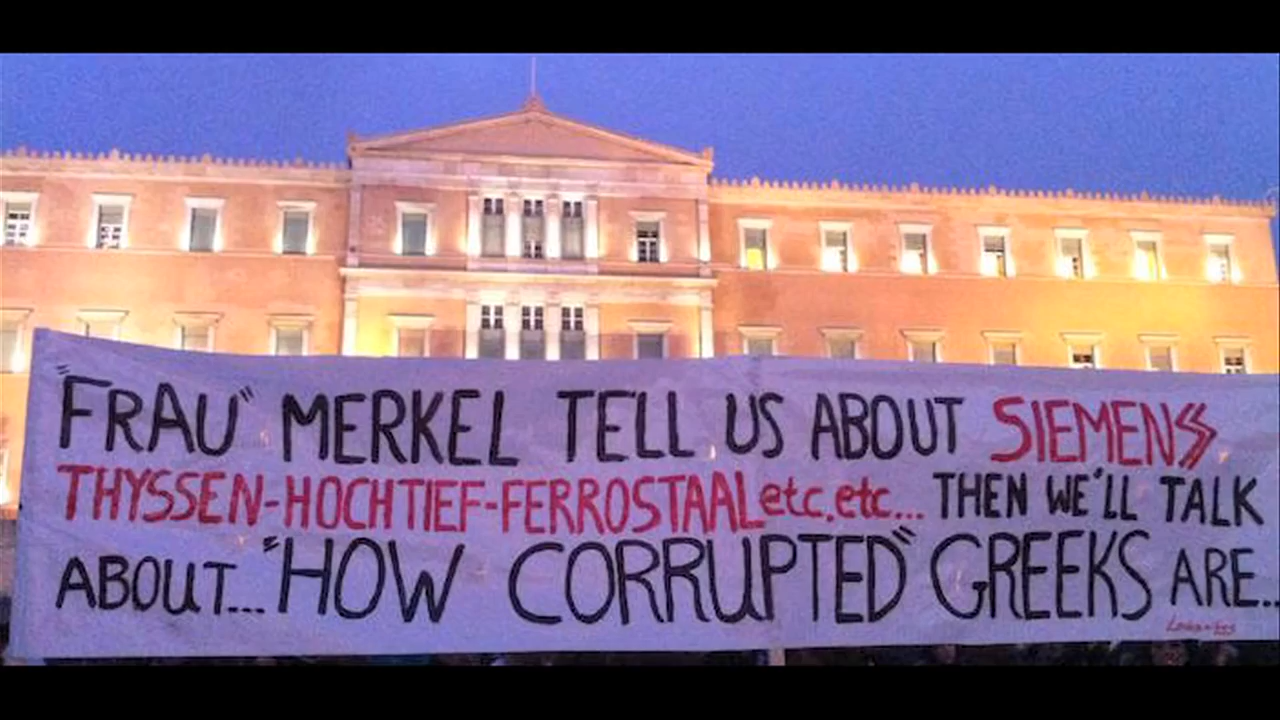 "FRAU" MERKEL TELL US ABOUT SIEMENS
THYSSEN-HOCHTIEF-FERROSTAAL etc.etc... THEN WE'LL TALK
ABOUT... "HOW CORRUPTED" GREEKS ARE..